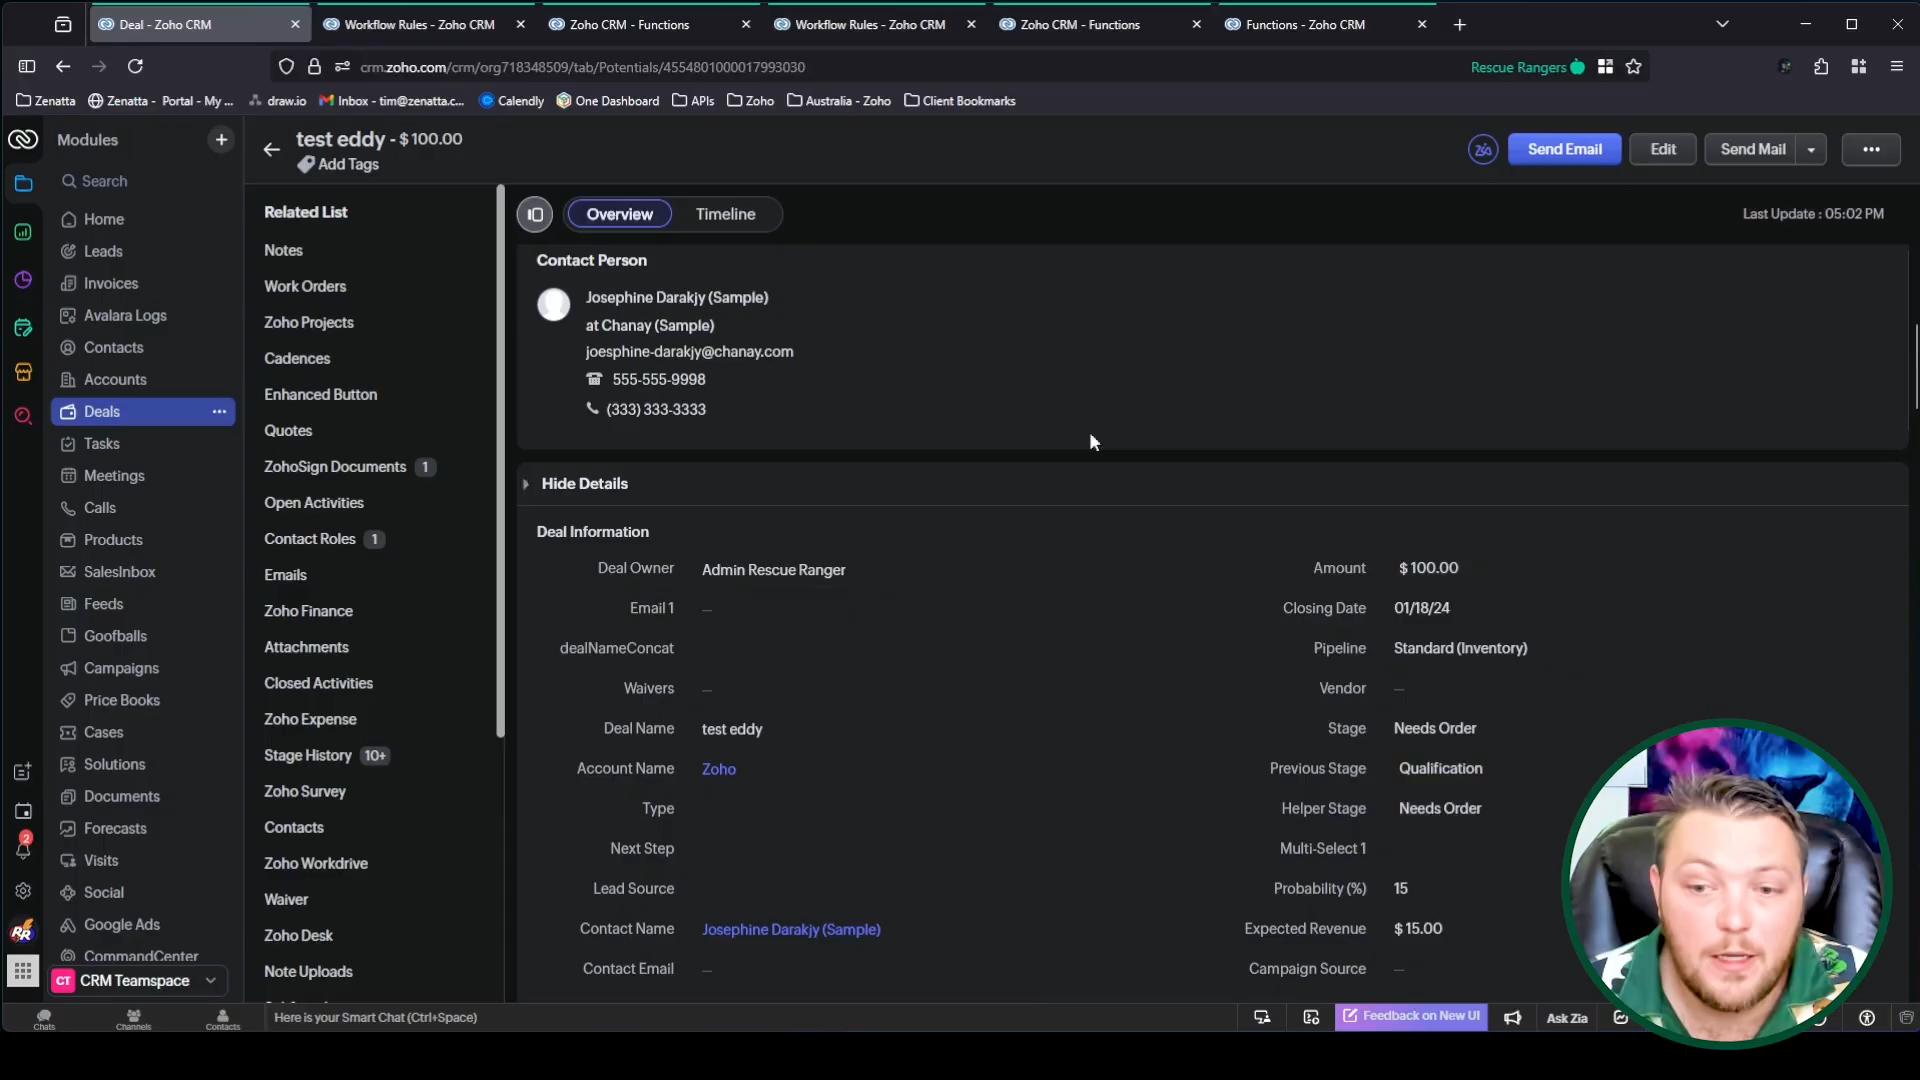 Deal - Zoho CRM
Workflow Rules - Zoho CRM
Zoho CRM - Functions
Workflow Rules - Zoho CRM
Zoho CRM - Functions
Functions - Zoho CRM
crm.zoho.com/crm/org718348509/tab/Potentials/4554801000017993030
Rescue Rangers
Zenatta
Zenatta - Portal - My ...
draw.io
Inbox - tim@zenatta.c...
Calendly
One Dashboard
APIs
Zoho
Australia - Zoho
Client Bookmarks
Modules
Search
Home
Leads
Invoices
Avalara Logs
Contacts
Accounts
Deals
Tasks
Meetings
Calls
Products
SalesInbox
Feeds
Goofballs
Campaigns
Price Books
Cases
Solutions
Documents
Forecasts
Visits
Social
Google Ads
CommandCenter
CT CRM Teamspace
2
RR
test eddy - $ 100.00
Add Tags
Send Email
Edit
Send Mail
Related List
Notes
Work Orders
Zoho Projects
Cadences
Enhanced Button
Quotes
ZohoSign Documents 1
Open Activities
Contact Roles 1
Emails
Zoho Finance
Attachments
Closed Activities
Zoho Expense
Stage History 10+
Zoho Survey
Contacts
Zoho Workdrive
Waiver
Zoho Desk
Note Uploads
Overview
Timeline
Last Update : 05:02 PM
Contact Person
Josephine Darakjy (Sample)
at Chanay (Sample)
joesphine-darakjy@chanay.com
555-555-9998
(333) 333-3333
Hide Details
Deal Information
Deal Owner Admin Rescue Ranger
Email 1 —
dealNameConcat
Waivers —
Deal Name test eddy
Account Name Zoho
Type
Next Step
Lead Source
Contact Name Josephine Darakjy (Sample)
Contact Email —
Amount $ 100.00
Closing Date 01/18/24
Pipeline Standard (Inventory)
Vendor —
Stage Needs Order
Previous Stage Qualification
Helper Stage Needs Order
Multi-Select 1
Probability (%) 15
Expected Revenue $ 15.00
Campaign Source —
Chats
Channels
Contacts
Here is your Smart Chat (Ctrl+Space)
Feedback on New UI
Ask Zia